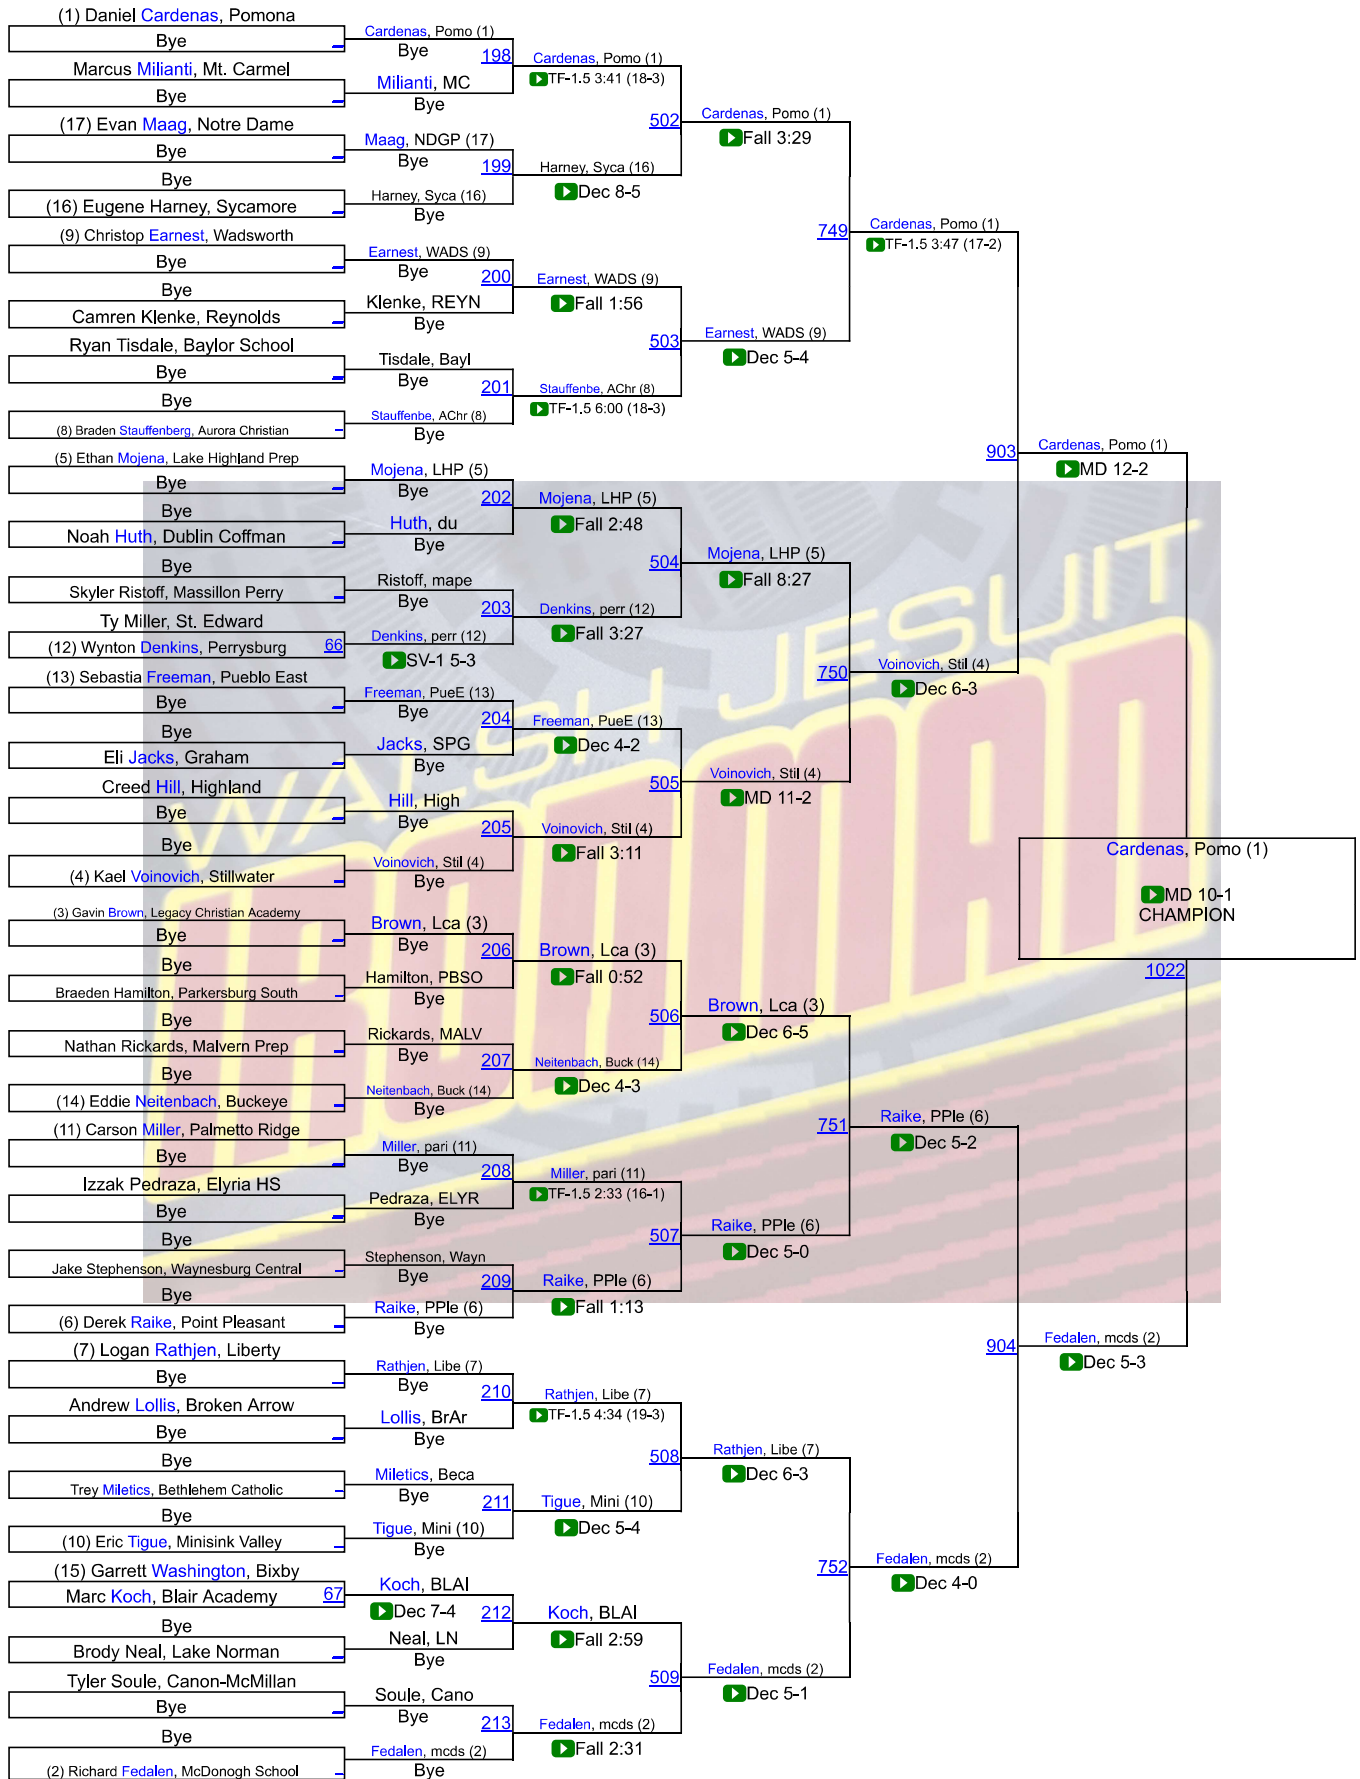 (1) Daniel Cardenas, Pomona
Bye
Marcus Milianti, Mt. Carmel
Bye
(17) Evan Maag, Notre Dame
Bye
Bye
(16) Eugene Harney, Sycamore
(9) Christop Earnest, Wadsworth
Bye
Bye
Camren Klenke, Reynolds
Ryan Tisdale, Baylor School
Bye
Bye
(8) Braden Stauffenberg, Aurora Christian
(5) Ethan Mojena, Lake Highland Prep
Bye
Bye
Noah Huth, Dublin Coffman
Bye
Skyler Ristoff, Massillon Perry
Ty Miller, St. Edward
(12) Wynton Denkins, Perrysburg 66
(13) Sebastia Freeman, Pueblo East
Bye
Bye
Eli Jacks, Graham
Creed Hill, Highland
Bye
Bye
(4) Kael Voinovich, Stillwater
(3) Gavin Brown, Legacy Christian Academy
Bye
Bye
Braeden Hamilton, Parkersburg South
Bye
Nathan Rickards, Malvern Prep
Bye
(14) Eddie Neitenbach, Buckeye
(11) Carson Miller, Palmetto Ridge
Bye
Izzak Pedraza, Elyria HS
Bye
Bye
Jake Stephenson, Waynesburg Central
Bye
(6) Derek Raike, Point Pleasant
(7) Logan Rathjen, Liberty
Bye
Andrew Lollis, Broken Arrow
Bye
Bye
Trey Miletics, Bethlehem Catholic
Bye
(10) Eric Tigue, Minisink Valley
(15) Garrett Washington, Bixby
Marc Koch, Blair Academy 67
Bye
Brody Neal, Lake Norman
Tyler Soule, Canon-McMillan
Bye
Bye
(2) Richard Fedalen, McDonogh School
Cardenas, Pomo (1)
Bye
198
Milianti, MC
Bye
Maag, NDGP (17)
Bye
199
Harney, Syca (16)
Bye
Earnest, WADS (9)
Bye
200
Klenke, REYN
Bye
Tisdale, Bayl
Bye
201
Stauffenbe, AChr (8)
Bye
Mojena, LHP (5)
Bye
202
Huth, du
Bye
Ristoff, mape
Bye
203
Denkins, perr (12)
SV-1 5-3
Freeman, PueE (13)
Bye
204
Jacks, SPG
Bye
Hill, High
Bye
205
Voinovich, Stil (4)
Bye
Brown, Lca (3)
Bye
206
Hamilton, PBSO
Bye
Rickards, MALV
Bye
207
Neitenbach, Buck (14)
Bye
Miller, pari (11)
Bye
208
Pedraza, ELYR
Bye
Stephenson, Wayn
Bye
209
Raike, PPle (6)
Bye
Rathjen, Libe (7)
Bye
210
Lollis, BrAr
Bye
Miletics, Beca
Bye
211
Tigue, Mini (10)
Bye
Koch, BLAI
Dec 7-4
212
Neal, LN
Bye
Soule, Cano
Bye
213
Fedalen, mcds (2)
Bye
Cardenas, Pomo (1)
TF-1.5 3:41 (18-3)
502
Harney, Syca (16)
Dec 8-5
Earnest, WADS (9)
Fall 1:56
503
Stauffenbe, AChr (8)
TF-1.5 6:00 (18-3)
Mojena, LHP (5)
Fall 2:48
504
Denkins, perr (12)
Fall 3:27
Freeman, PueE (13)
Dec 4-2
505
Voinovich, Stil (4)
Fall 3:11
Brown, Lca (3)
Fall 0:52
506
Neitenbach, Buck (14)
Dec 4-3
Miller, pari (11)
TF-1.5 2:33 (16-1)
507
Raike, PPle (6)
Fall 1:13
Rathjen, Libe (7)
TF-1.5 4:34 (19-3)
508
Tigue, Mini (10)
Dec 5-4
Koch, BLAI
Fall 2:59
509
Fedalen, mcds (2)
Fall 2:31
Cardenas, Pomo (1)
Fall 3:29
749
Earnest, WADS (9)
Dec 5-4
Mojena, LHP (5)
Fall 8:27
750
Voinovich, Stil (4)
MD 11-2
Brown, Lca (3)
Dec 6-5
751
Raike, PPle (6)
Dec 5-0
Rathjen, Libe (7)
Dec 6-3
752
Fedalen, mcds (2)
Dec 5-1
Cardenas, Pomo (1)
TF-1.5 3:47 (17-2)
903
Voinovich, Stil (4)
Dec 6-3
Raike, PPle (6)
Dec 5-2
904
Fedalen, mcds (2)
Dec 4-0
Cardenas, Pomo (1)
MD 12-2
Fedalen, mcds (2)
Dec 5-3
Cardenas, Pomo (1)
MD 10-1
CHAMPION
1022
WALSH JESUIT
IRONMAN